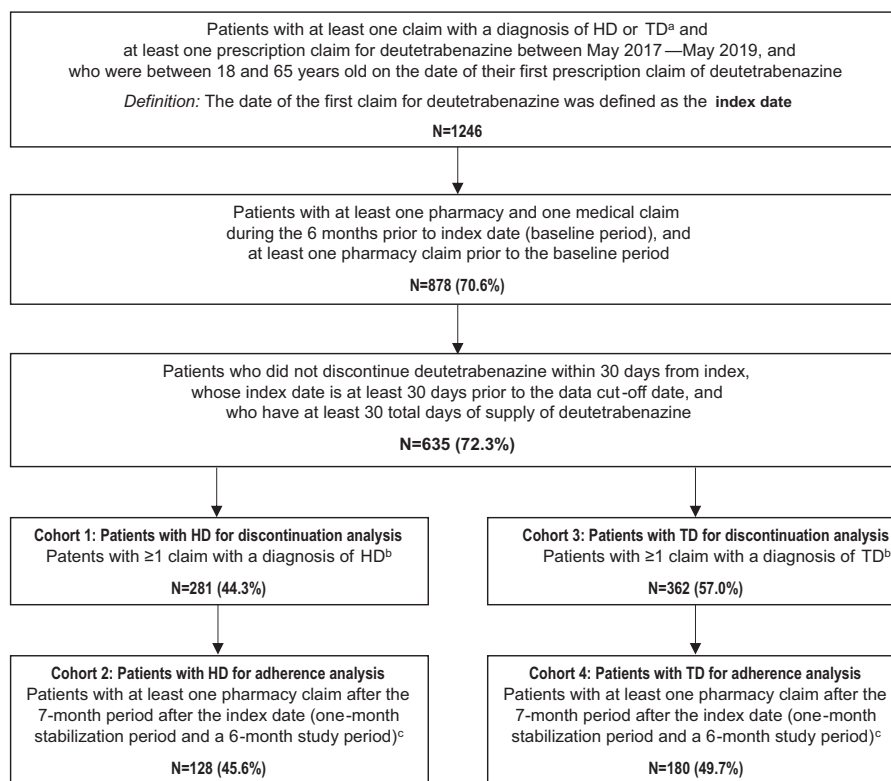 Patients with at least one claim with a diagnosis of HD or TDᵃ and
at least one prescription claim for deutetrabenazine between May 2017—May 2019, and
who were between 18 and 65 years old on the date of their first prescription claim of deutetrabenazine
Definition: The date of the first claim for deutetrabenazine was defined as the index date
N=1246
Patients with at least one pharmacy and one medical claim
during the 6 months prior to index date (baseline period), and
at least one pharmacy claim prior to the baseline period
N=878 (70.6%)
Patients who did not discontinue deutetrabenazine within 30 days from index,
whose index date is at least 30 days prior to the data cut-off date, and
who have at least 30 total days of supply of deutetrabenazine
N=635 (72.3%)
Cohort 1: Patients with HD for discontinuation analysis
Patents with ≥1 claim with a diagnosis of HDᵇ
N=281 (44.3%)
Cohort 3: Patients with TD for discontinuation analysis
Patients with ≥1 claim with a diagnosis of TDᵇ
N=362 (57.0%)
Cohort 2: Patients with HD for adherence analysis
Patients with at least one pharmacy claim after the
7-month period after the index date (one-month
stabilization period and a 6-month study period)ᶜ
N=128 (45.6%)
Cohort 4: Patients with TD for adherence analysis
Patients with at least one pharmacy claim after the
7-month period after the index date (one-month
stabilization period and a 6-month study period)ᶜ
N=180 (49.7%)